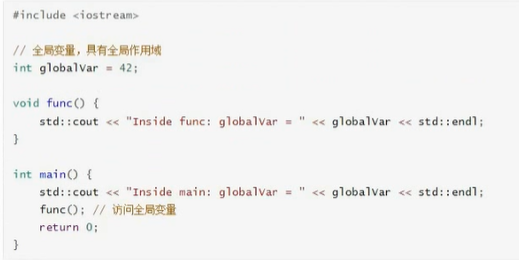 #include <iostream>
// 全局变量，具有全局作用域
int globalVar = 42;
void func() {
    std::cout << "Inside func: globalVar = " << globalVar << std::endl;
}
int main() {
    std::cout << "Inside main: globalVar = " << globalVar << std::endl;
    func(); // 访问全局变量
    return 0;
}